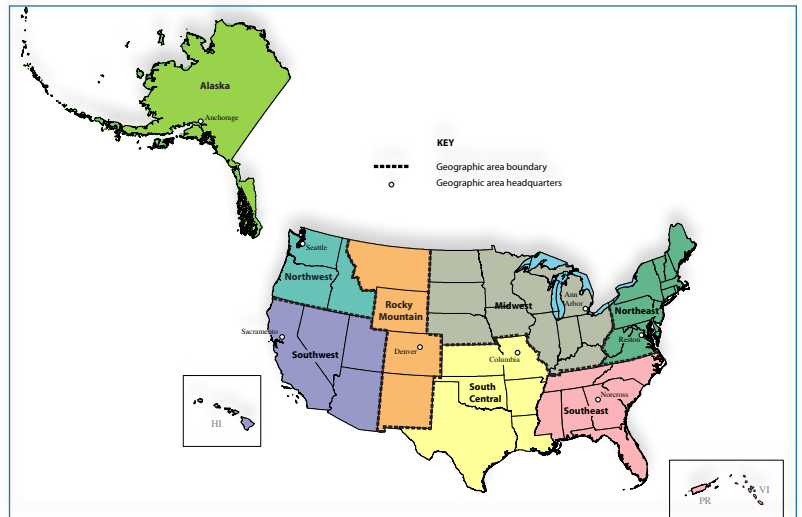 Alaska
Anchorage
KEY
Geographic area boundary
Geographic area headquarters
Seattle
Northwest
Rocky
Mountain
Midwest
Ann
Arbor
Northeast
Sacramento
Southwest
Denver
Columbia
Reston
South
Central
Norcross
Southeast
HI
PR
VI